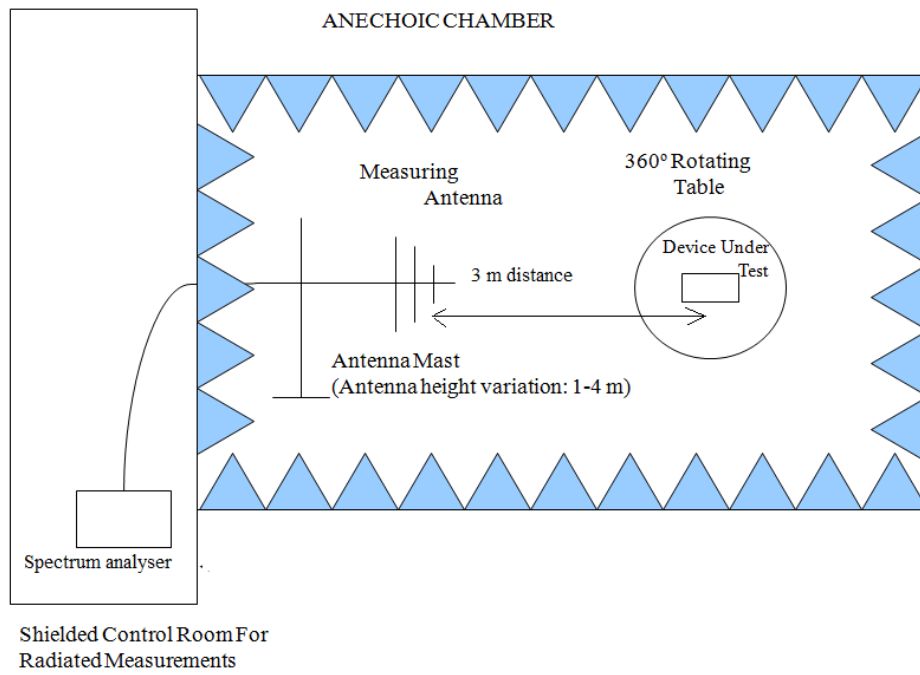 ANECHOIC CHAMBER
Measuring
Antenna
360º Rotating
Table
Device Under
Test
3 m distance
Antenna Mast
(Antenna height variation: 1-4 m)
Spectrum analyser
Shielded Control Room For
Radiated Measurements